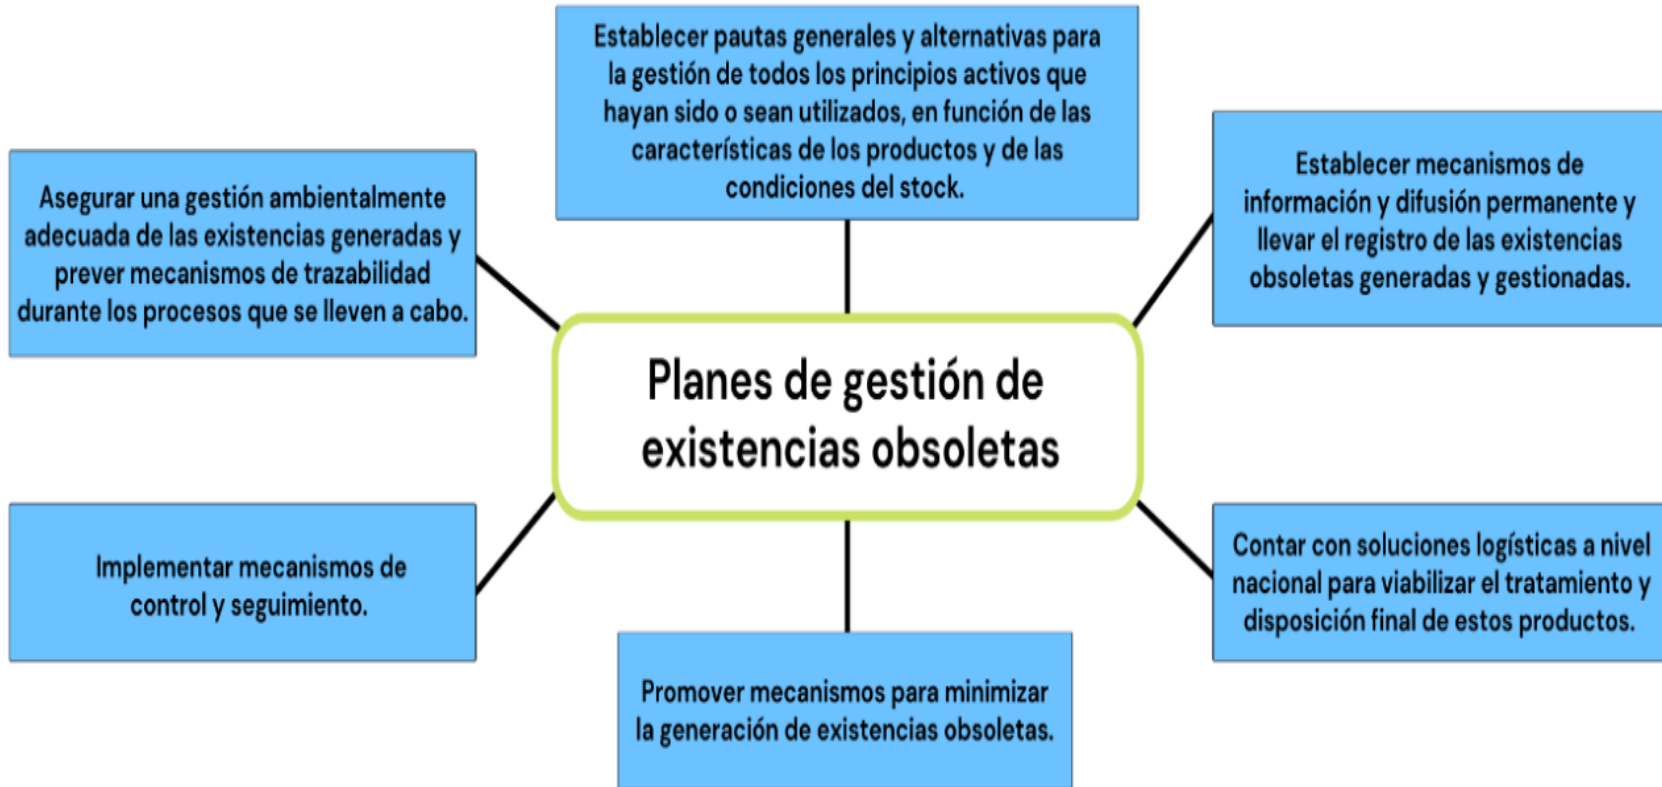 Establecer pautas generales y alternativas para
la gestión de todos los principios activos que
hayan sido o sean utilizados, en función de las
características de los productos y de las
condiciones del stock.
Asegurar una gestión ambientalmente
adecuada de las existencias generadas y
prever mecanismos de trazabilidad
durante los procesos que se lleven a cabo.
Establecer mecanismos de
información y difusión permanente y
llevar el registro de las existencias
obsoletas generadas y gestionadas.
Planes de gestión de
existencias obsoletas
Implementar mecanismos de
control y seguimiento.
Contar con soluciones logísticas a nivel
nacional para viabilizar el tratamiento y
disposición final de estos productos.
Promover mecanismos para minimizar
la generación de existencias obsoletas.